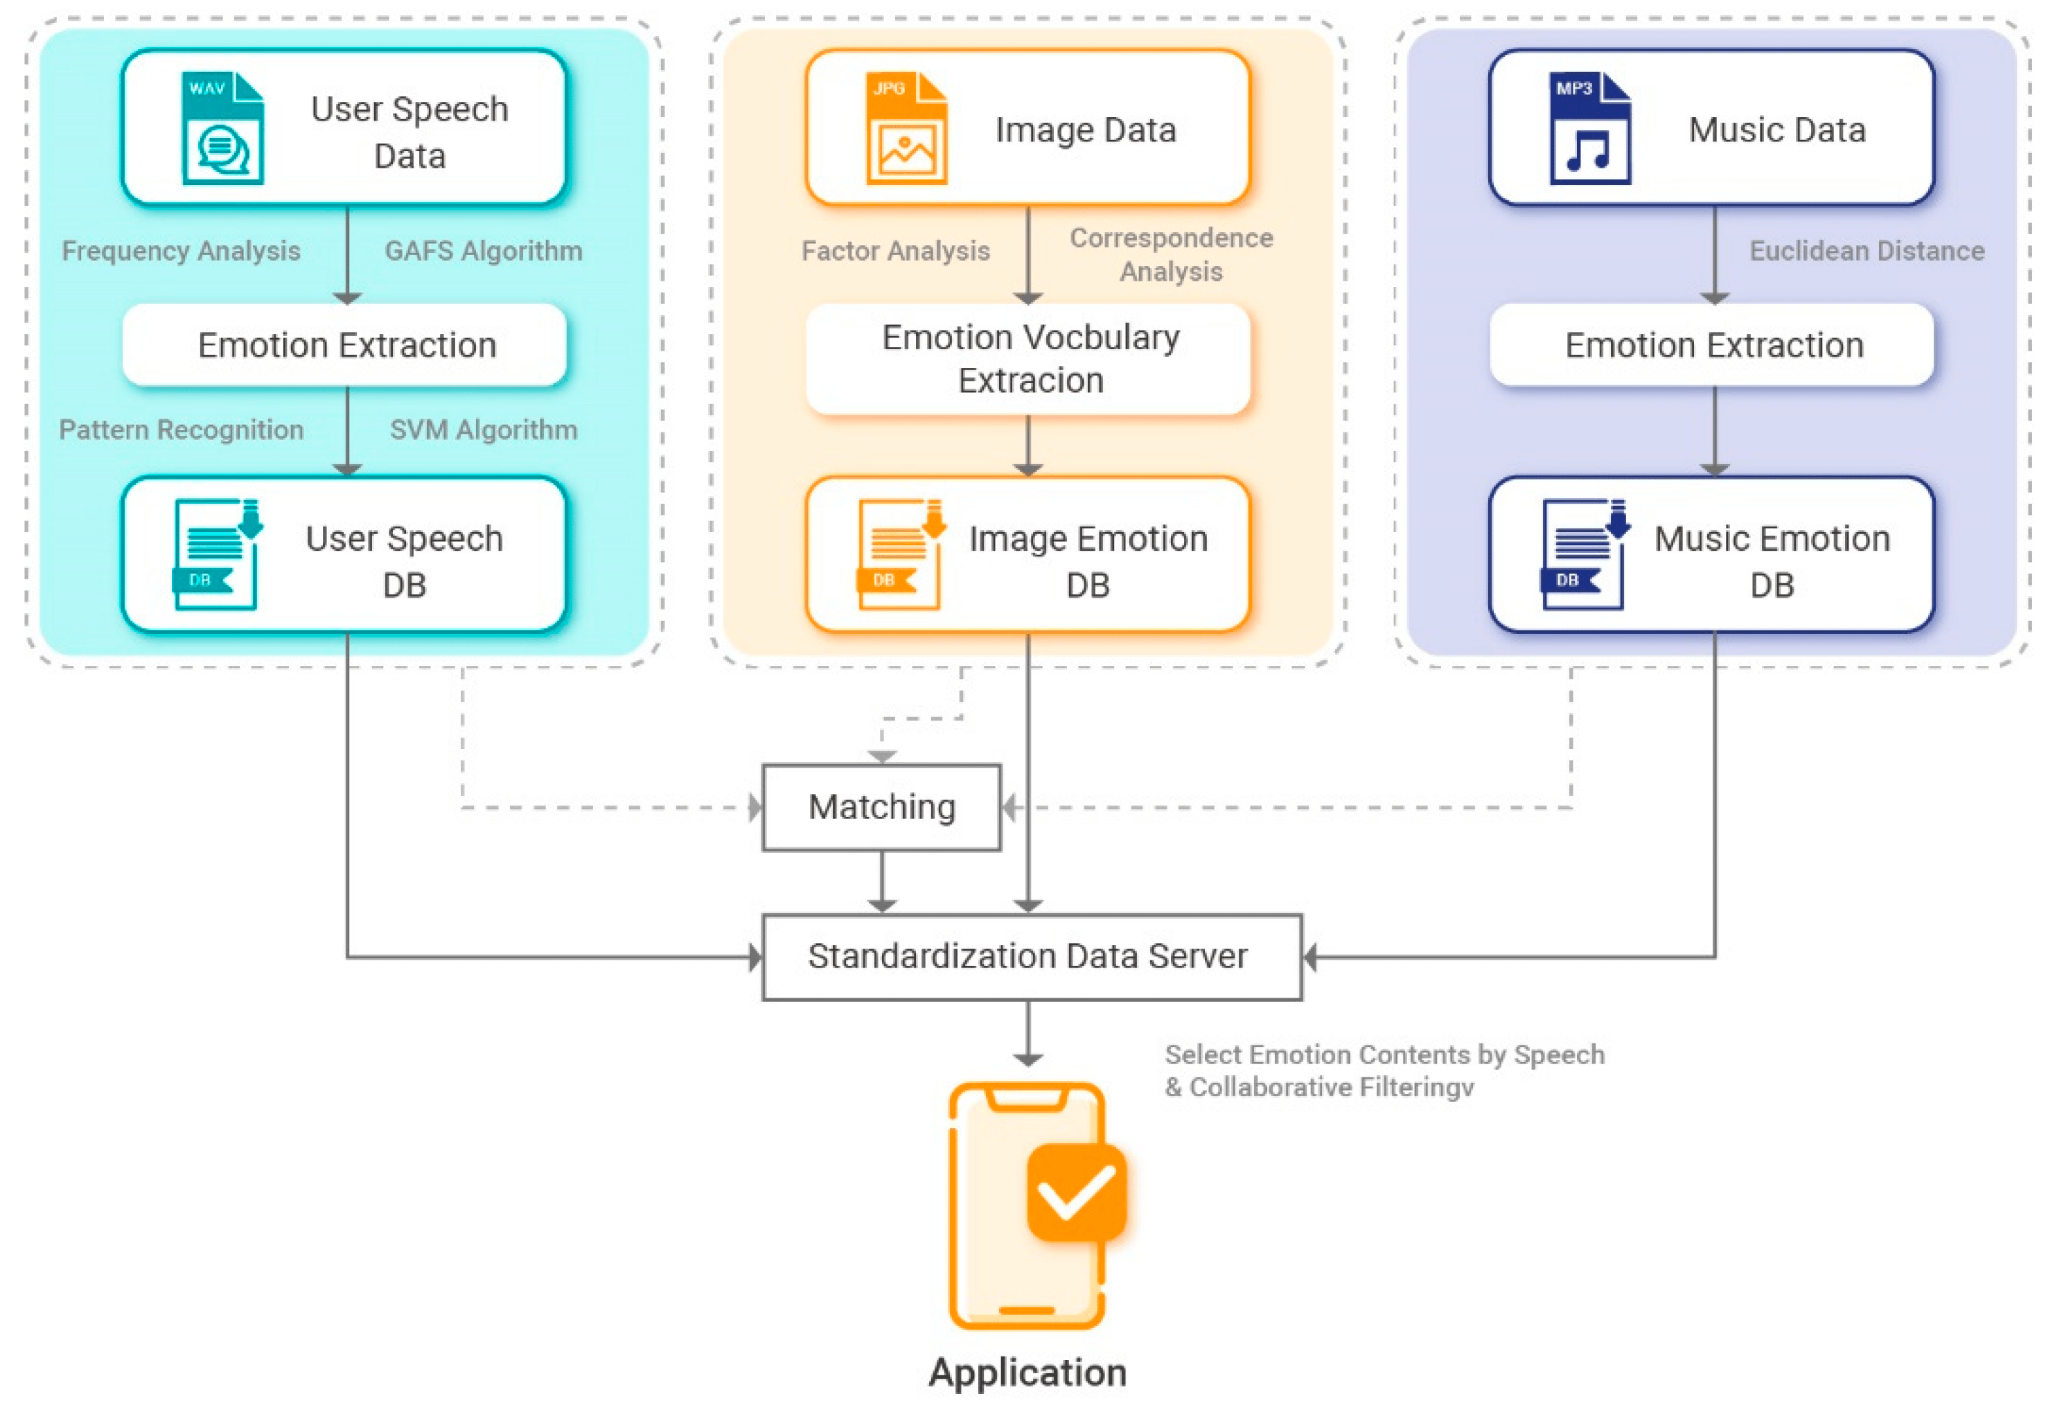 WAV
User Speech
Data
Frequency Analysis
GAFS Algorithm
Emotion Extraction
Pattern Recognition
SVM Algorithm
DB
User Speech
DB
JPG
Image Data
Factor Analysis
Correspondence
Analysis
Emotion Vocbulary
Extracion
DB
Image Emotion
DB
MP3
Music Data
Euclidean Distance
Emotion Extraction
DB
Music Emotion
DB
Matching
Standardization Data Server
Select Emotion Contents by Speech
& Collaborative Filteringv
Application